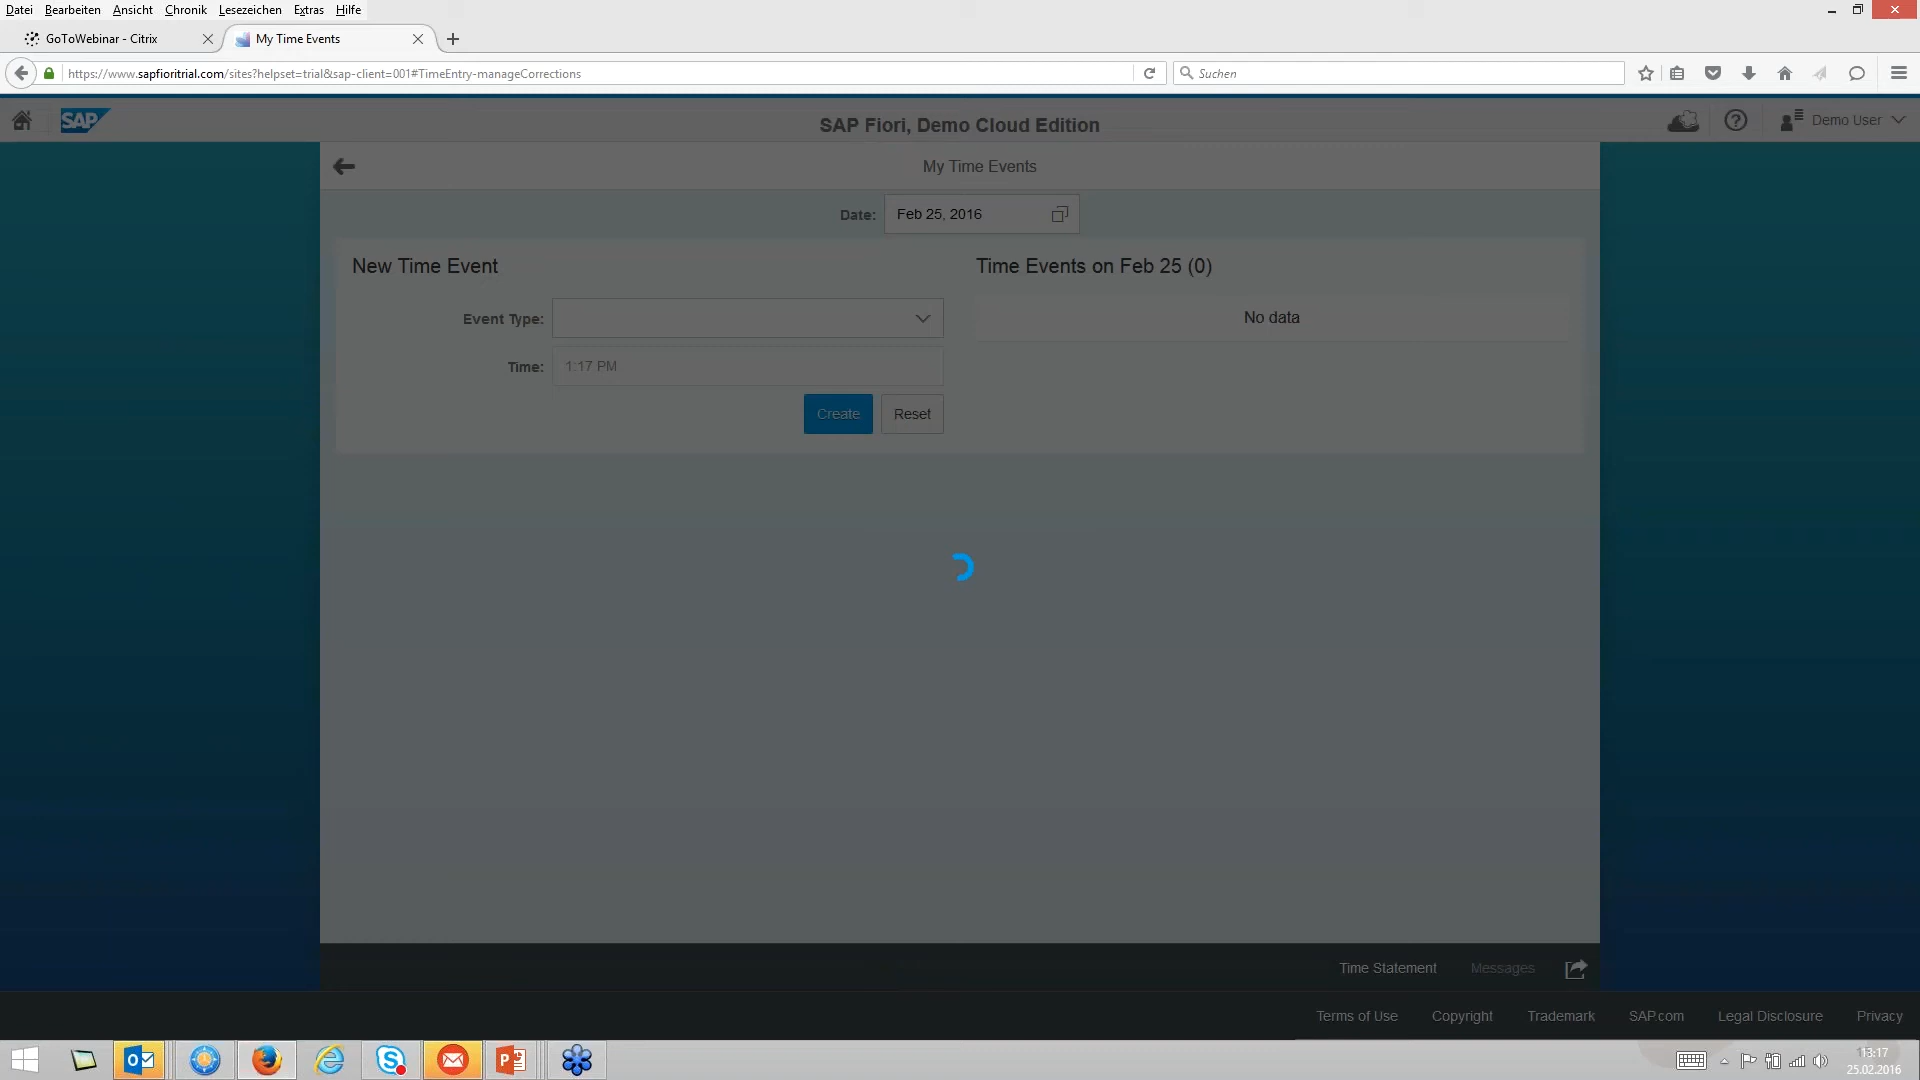 Datei Bearbeiten Ansicht Chronik Lesezeichen Extras Hilfe
GoToWebinar - Citrix
My Time Events
https://www.sapfioritrial.com/sites?helpset=trial&sap-client=001#TimeEntry-manageCorrections
Suchen
SAP
SAP Fiori, Demo Cloud Edition
Demo User
My Time Events
Date: Feb 25, 2016
New Time Event
Time Events on Feb 25 (0)
Event Type:
No data
Time: 1:17 PM
Create Reset
Time Statement Messages
Terms of Use Copyright Trademark SAP.com Legal Disclosure Privacy
13:17
25.02.2016